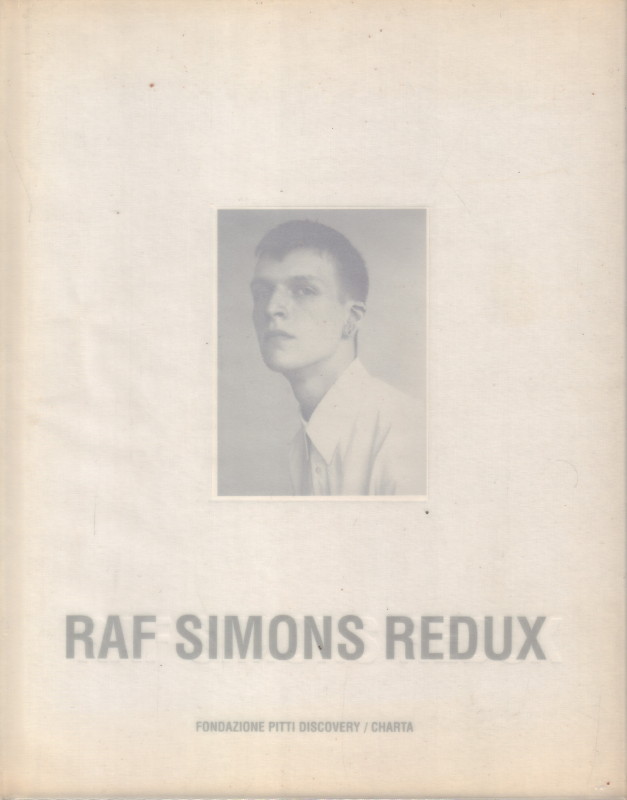 RAF SIMONS REDUX
FONDAZIONE PITTI DISCOVERY / CHARTA